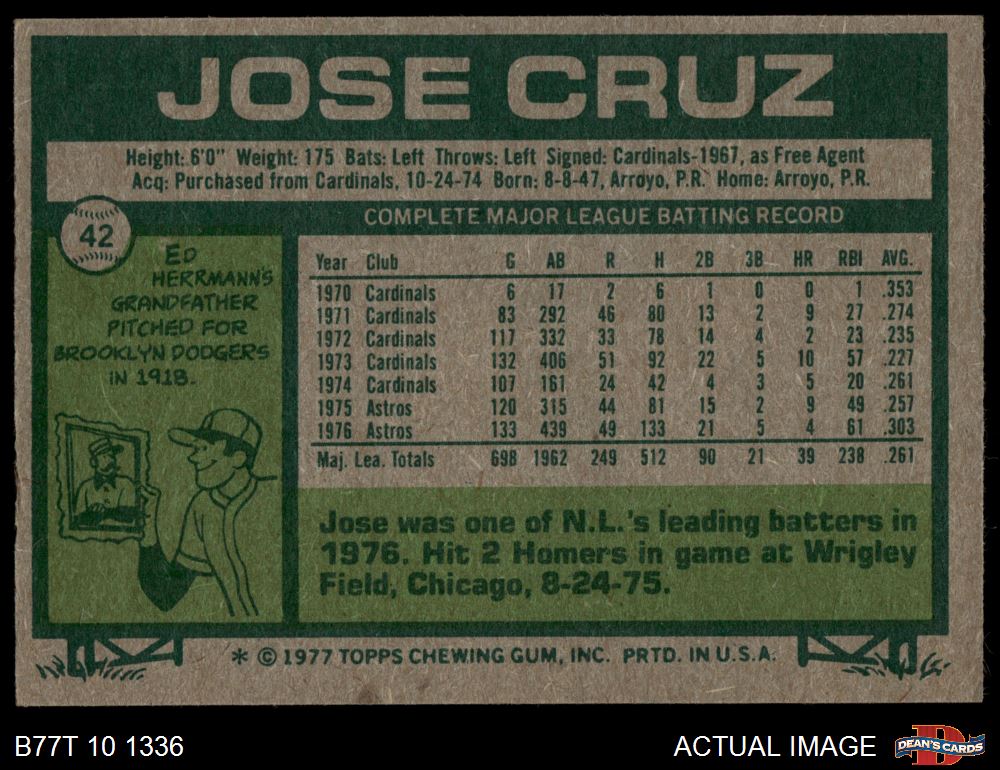 JOSE CRUZ
Height: 6'0" Weight: 175 Bats: Left Throws: Left Signed: Cardinals-1967, as Free Agent
Acq: Purchased from Cardinals, 10-24-74 Born: 8-8-47, Arroyo, P.R. Home: Arroyo, P.R.
42
ED
HERRMANN'S
GRANDFATHER
PITCHED FOR
BROOKLYN DODGERS
IN 1918.
COMPLETE MAJOR LEAGUE BATTING RECORD
Year Club G AB R H 2B 3B HR RBI AVG.
1970 Cardinals 6 17 2 6 1 0 0 1 .353
1971 Cardinals 83 292 46 80 13 2 9 27 .274
1972 Cardinals 117 332 33 78 14 4 2 23 .235
1973 Cardinals 132 406 51 92 22 5 10 57 .227
1974 Cardinals 107 161 24 42 4 3 5 20 .261
1975 Astros 120 315 44 81 15 2 9 49 .257
1976 Astros 133 439 49 133 21 5 4 61 .303
Maj. Lea. Totals 698 1962 249 512 90 21 39 238 .261
Jose was one of N.L.'s leading batters in
1976. Hit 2 Homers in game at Wrigley
Field, Chicago, 8-24-75.
* © 1977 TOPPS CHEWING GUM, INC. PRTD. IN U.S.A.
B77T 10 1336
ACTUAL IMAGE
DEAN'S CARDS